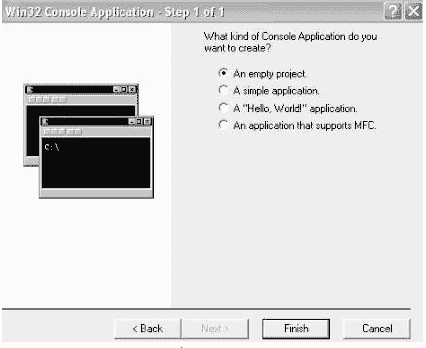 Win32 Console Application - Step 1 of 1
What kind of Console Application do you
want to create?
An empty project.
A simple application.
A "Hello, World!" application.
An application that supports MFC.
C:\
< Back
Next >
Finish
Cancel